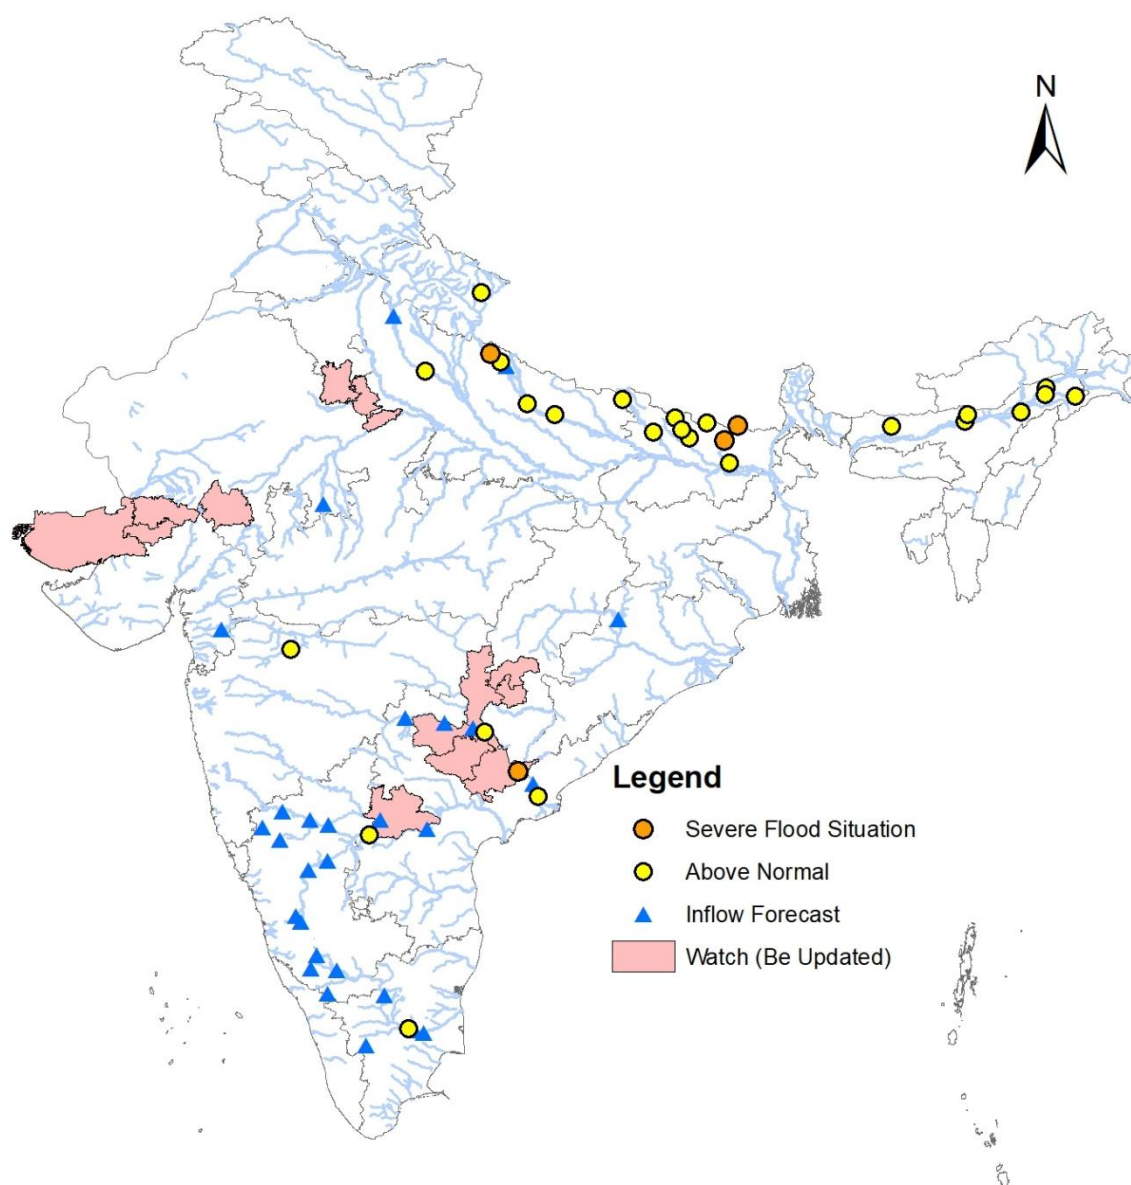 N
Legend
Severe Flood Situation
Above Normal
Inflow Forecast
Watch (Be Updated)